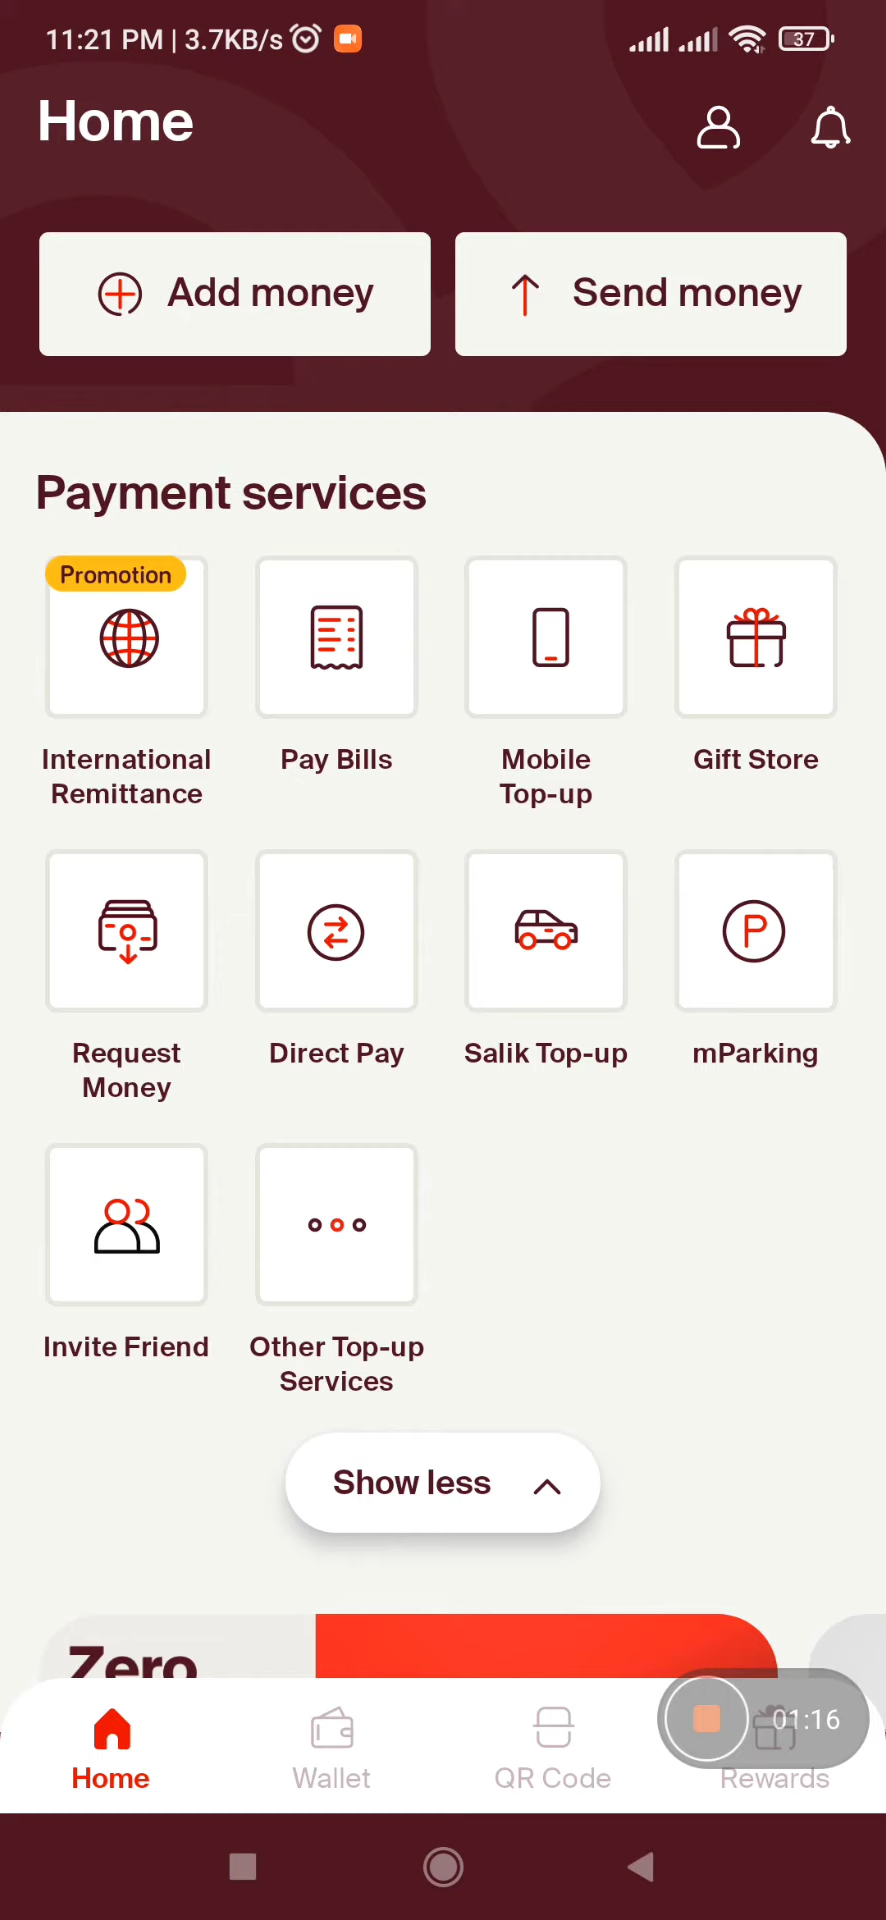 11:21 PM | 3.7KB/s
37
Home
Add money
Send money
Payment services
Promotion
International
Remittance
Pay Bills
Mobile
Top-up
Gift Store
Request
Money
Direct Pay
Salik Top-up
P
mParking
Invite Friend
Other Top-up
Services
Show less
Zero
01:16
Home
Wallet
QR Code
Rewards